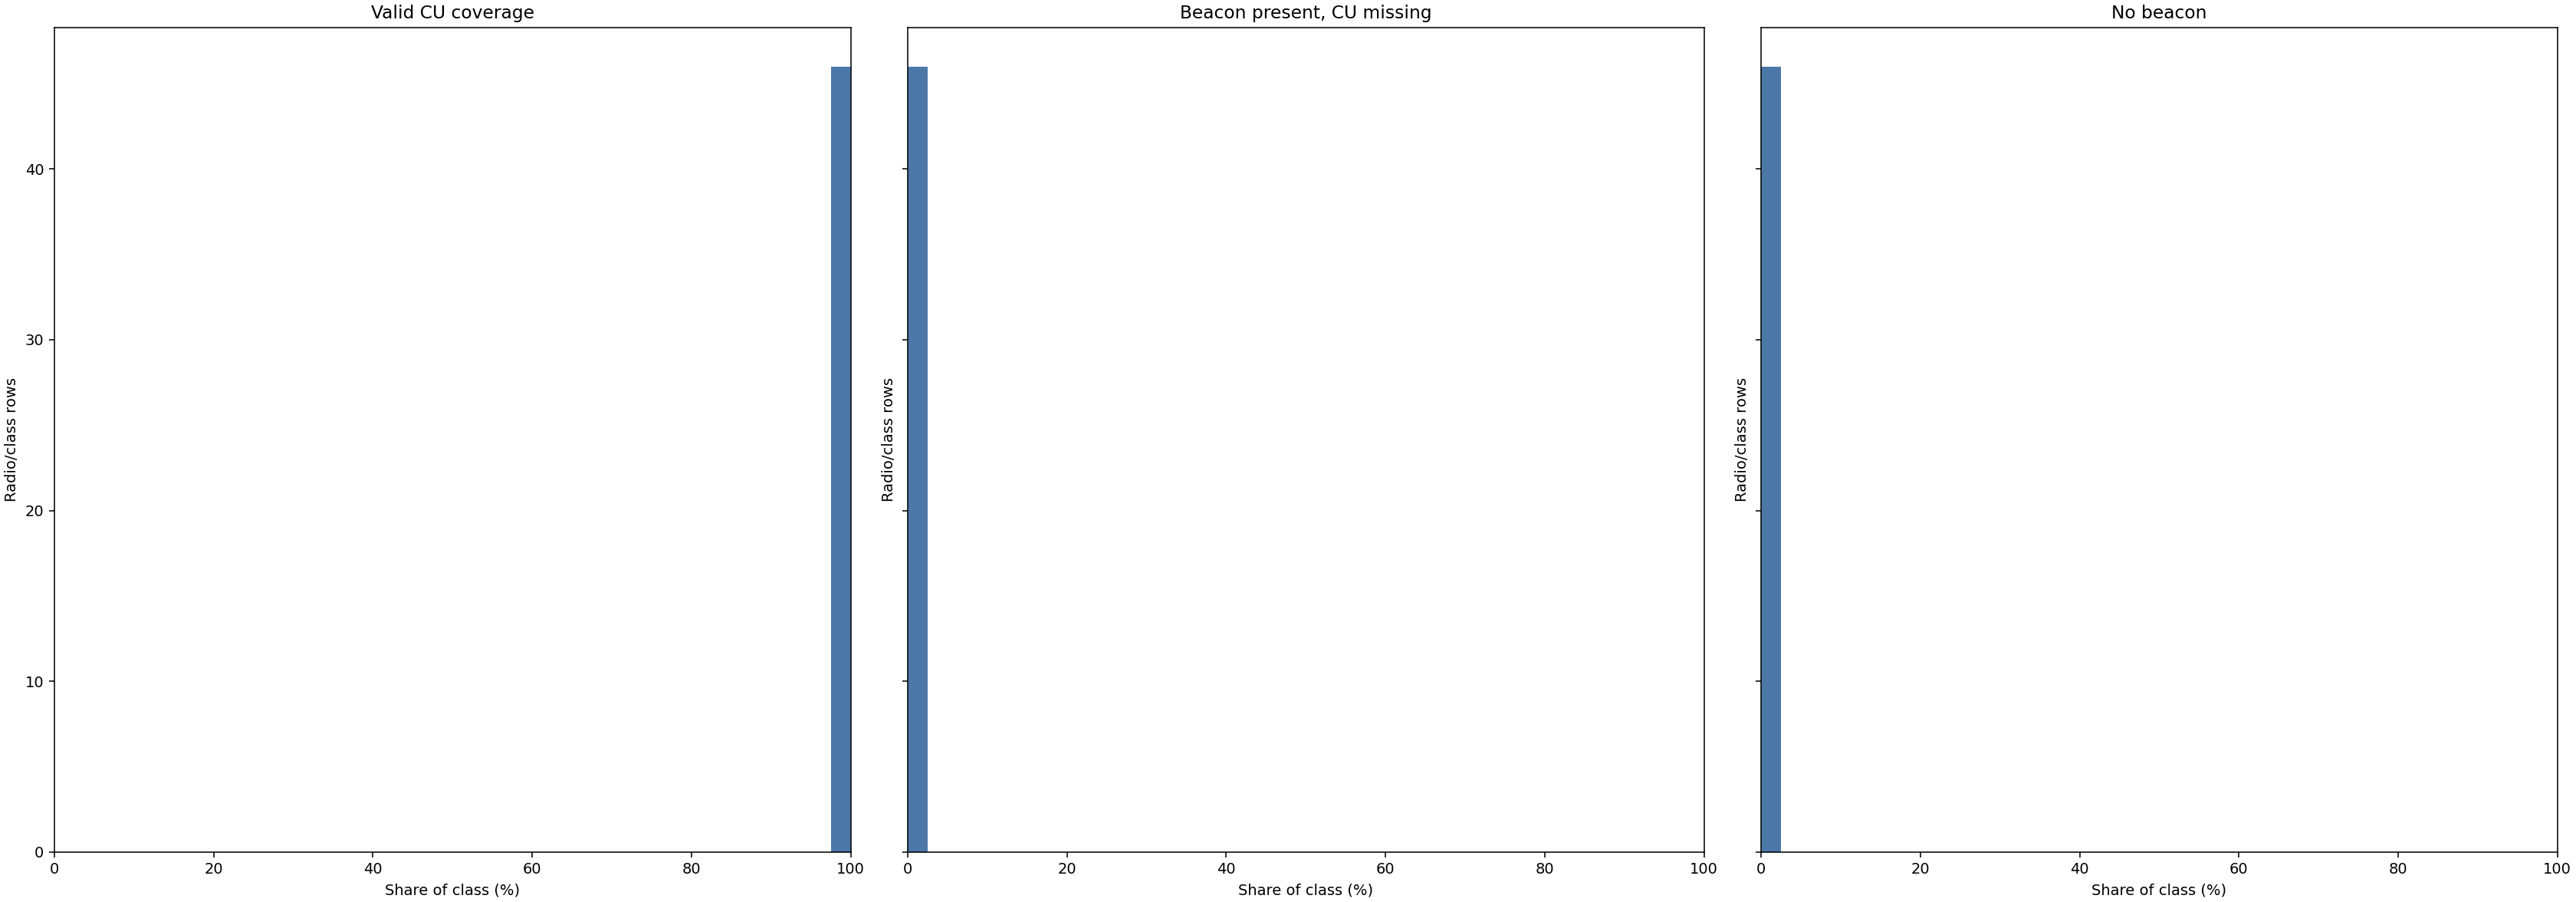 Valid CU coverage
Radio/class rows
40
30
20
10
0
0 20 40 60 80 100
Share of class (%)
Beacon present, CU missing
Radio/class rows
0 20 40 60 80 100
Share of class (%)
No beacon
Radio/class rows
0 20 40 60 80 100
Share of class (%)